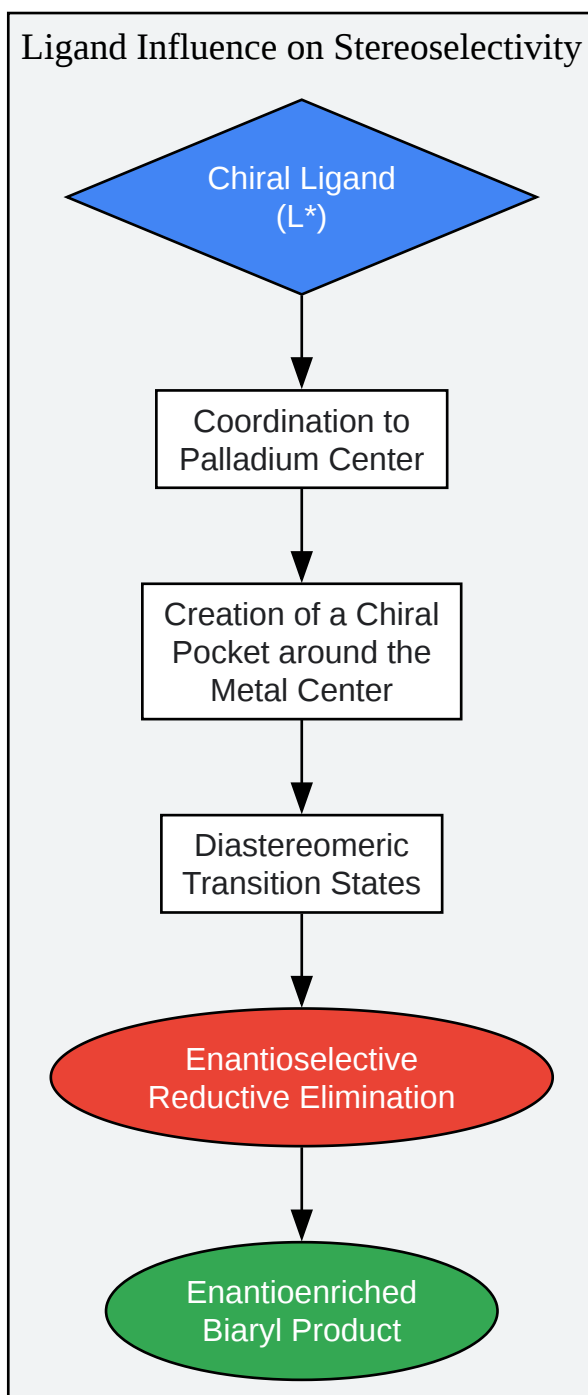 Ligand Influence on Stereoselectivity
Chiral Ligand
(L*)
Coordination to
Palladium Center
Creation of a Chiral
Pocket around the
Metal Center
Diastereomeric
Transition States
Enantioselective
Reductive Elimination
Enantioenriched
Biaryl Product